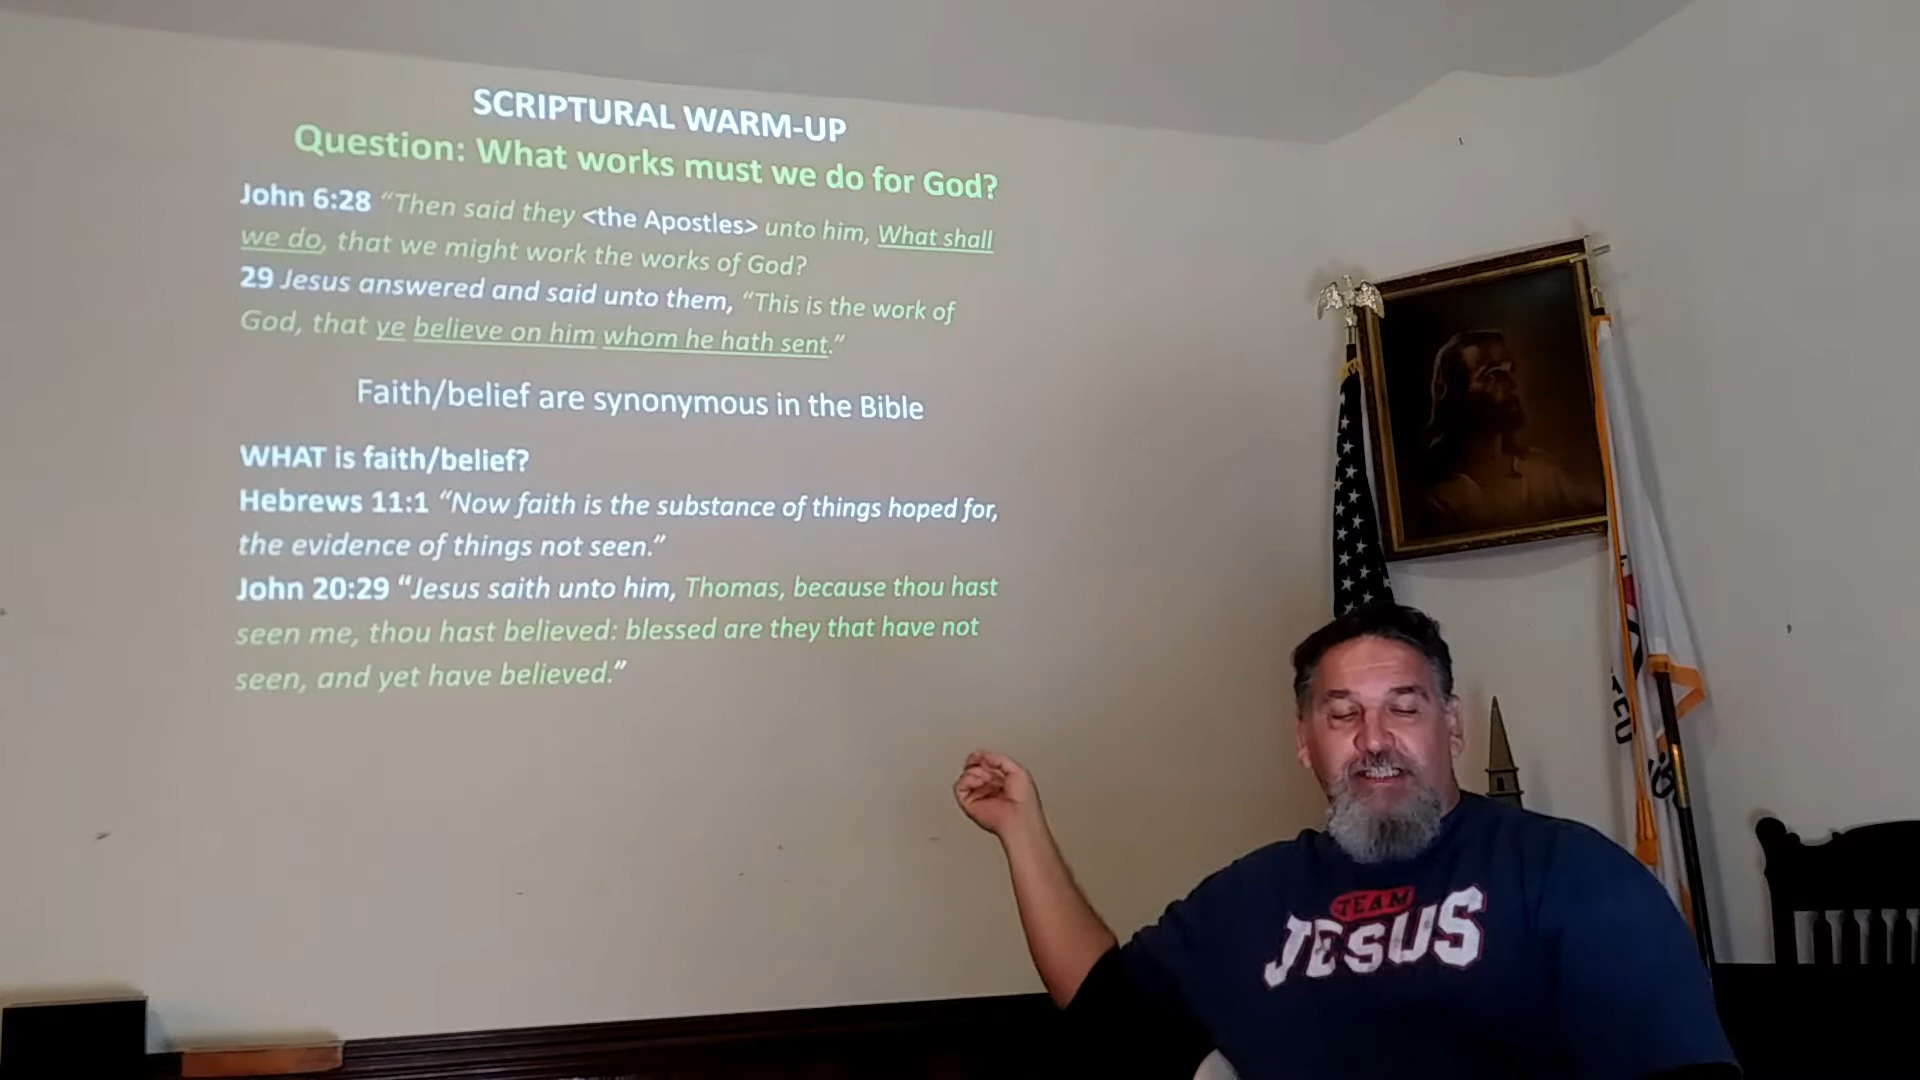 SCRIPTURAL WARM-UP
Question: What works must we do for God?
John 6:28 “Then said they <the Apostles> unto him, What shall
we do, that we might work the works of God?
29 Jesus answered and said unto them, “This is the work of
God, that ye believe on him whom he hath sent.”
Faith/belief are synonymous in the Bible
WHAT is faith/belief?
Hebrews 11:1 “Now faith is the substance of things hoped for,
the evidence of things not seen.”
John 20:29 “Jesus saith unto him, Thomas, because thou hast
seen me, thou hast believed: blessed are they that have not
seen, and yet have believed.”
TEAM
JESUS